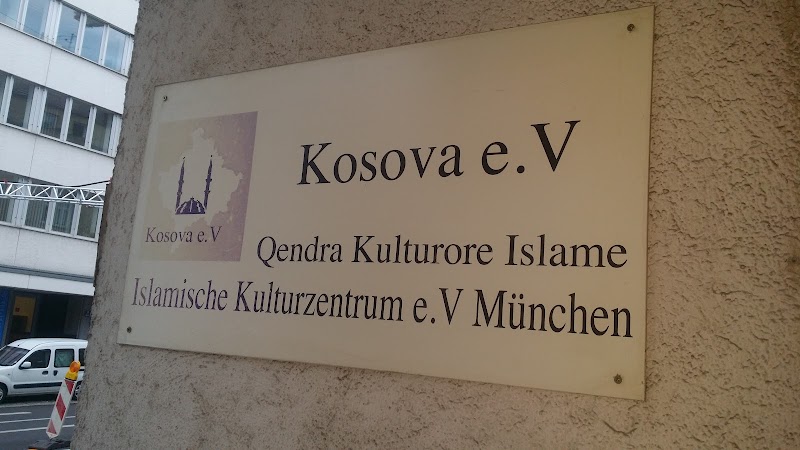 Kosova e.V
Kosova e.V
Qendra Kulturore Islame
Islamische Kulturzentrum e.V München